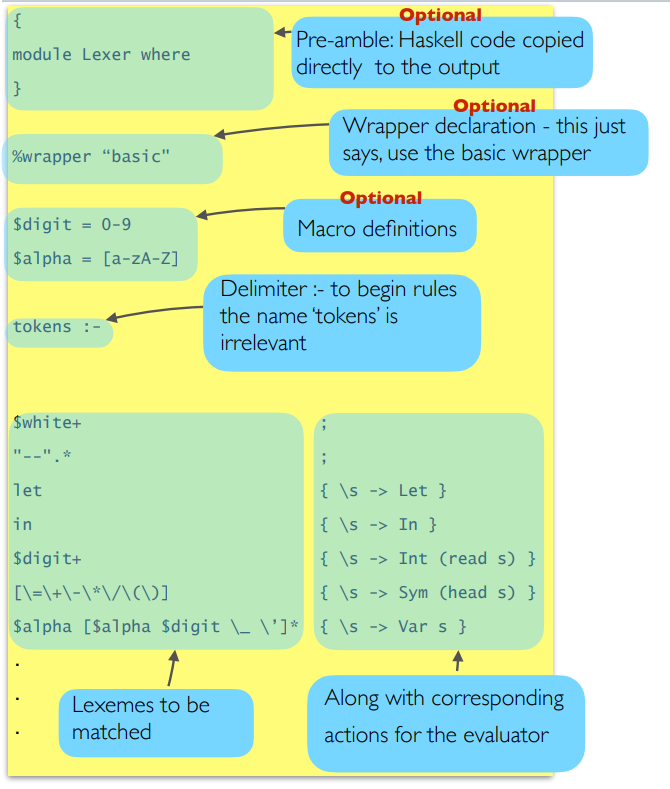 Optional
{
module Lexer where
}
Pre-amble: Haskell code copied
directly to the output
Optional
%wrapper “basic"
Wrapper declaration - this just
says, use the basic wrapper
Optional
$digit = 0-9
$alpha = [a-zA-Z]
Macro definitions
tokens :-
Delimiter :- to begin rules
the name ‘tokens’ is
irrelevant
$white+ ;
"--".* ;
let { \s -> Let }
in { \s -> In }
$digit+ { \s -> Int (read s) }
[\=\+\-\*\/\(\)] { \s -> Sym (head s) }
$alpha [$alpha $digit \_ \’]* { \s -> Var s }
.
.
.
Lexemes to be
matched
Along with corresponding
actions for the evaluator